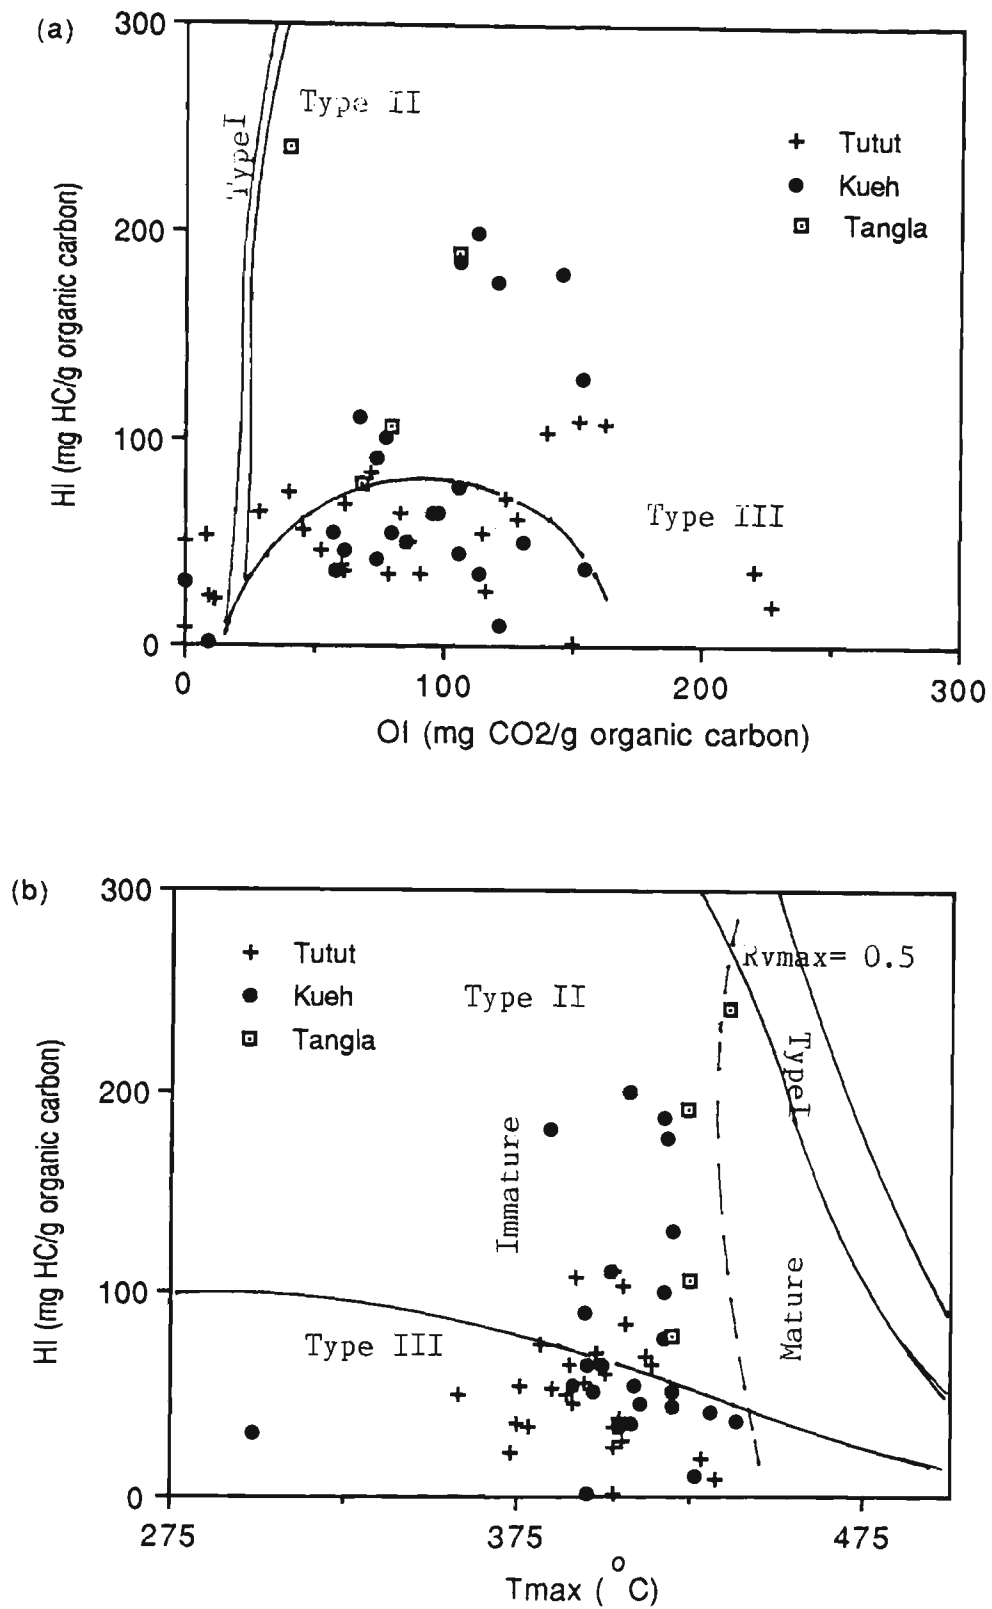 (a)
300
Type II
Type I
+ Tutut
● Kueh
⊡ Tangla
200
100
Type III
0
0 100 200 300
HI (mg HC/g organic carbon)
OI (mg CO2/g organic carbon)
(b)
300
+ Tutut
● Kueh
⊡ Tangla
Type II
Rvmax= 0.5
Type I
200
Immature
Mature
100
Type III
0
275 375 475
HI (mg HC/g organic carbon)
Tmax (°C)